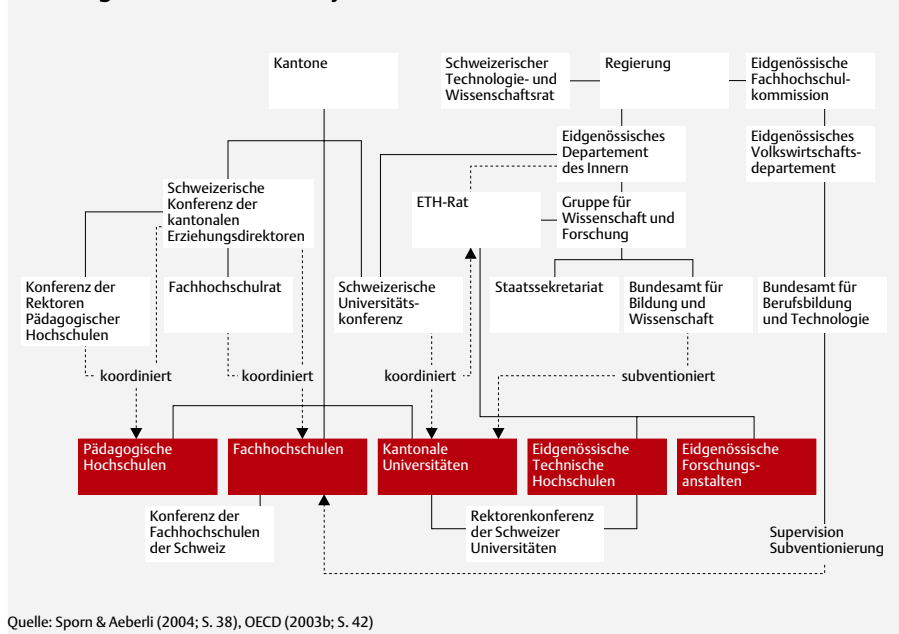 Kantone
Schweizerischer
Technologie- und
Wissenschaftsrat
Regierung
Eidgenössische
Fachhochschul-
kommission
Eidgenössisches
Departement
des Innern
Eidgenössisches
Volkswirtschafts-
departement
Schweizerische
Konferenz der
kantonalen
Erziehungsdirektoren
ETH-Rat
Gruppe für
Wissenschaft und
Forschung
Konferenz der
Rektoren
Pädagogischer
Hochschulen
Fachhochschulrat
Schweizerische
Universitäts-
konferenz
Staatssekretariat
Bundesamt für
Bildung und
Wissenschaft
Bundesamt für
Berufsbildung
und Technologie
koordiniert
koordiniert
koordiniert
subventioniert
Pädagogische
Hochschulen
Fachhochschulen
Kantonale
Universitäten
Eidgenössische
Technische
Hochschulen
Eidgenössische
Forschungs-
anstalten
Konferenz der
Fachhochschulen
der Schweiz
Rektorenkonferenz
der Schweizer
Universitäten
Supervision
Subventionierung
Quelle: Sporn & Aeberli (2004; S. 38), OECD (2003b; S. 42)